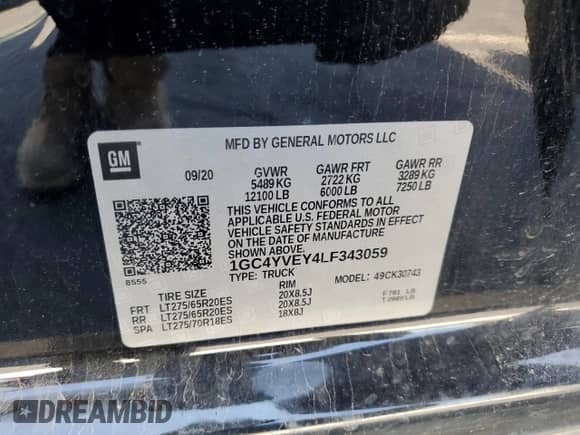 MFD BY GENERAL MOTORS LLC
GM
09/20 GVWR GAWR FRT GAWR RR
5489 KG 2722 KG 3289 KG
12100 LB 6000 LB 7250 LB
THIS VEHICLE CONFORMS TO ALL
APPLICABLE U.S. FEDERAL MOTOR
VEHICLE SAFETY STANDARDS IN EFFECT
ON THE DATE OF MANUFACTURE
SHOWN ABOVE.
1GC4YVEY4LF343059
TYPE: TRUCK MODEL: 49CK30743
8555
TIRE SIZE RIM
FRT LT275/65R20ES 20X8.5J F 781 LB
RR LT275/65R20ES 20X8.5J
SPA LT275/70R18ES 18X8J
DREAMBID